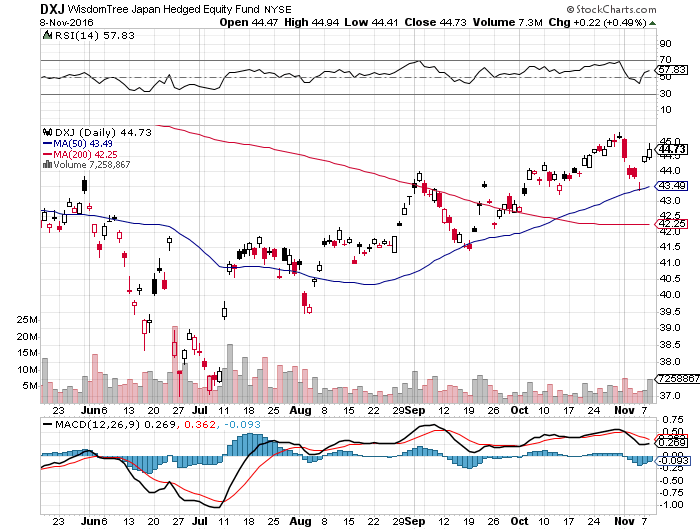 DXJ WisdomTree Japan Hedged Equity Fund NYSE © StockCharts.com
8-Nov-2016 Open 44.47 High 44.94 Low 44.41 Close 44.73 Volume 7.3M Chg +0.22 (+0.49%)
RSI(14) 57.83
90
70
57.83
50
30
10
DXJ (Daily) 44.73
MA(50) 43.49
MA(200) 42.25
Volume 7,258,867
45.0
44.73
44.5
44.0
43.49
43.0
42.5
42.25
42.0
41.5
41.0
40.5
40.0
39.5
39.0
38.5
38.0
37.0
25M
20M
15M
10M
5M
7258867
23 Jun 6 13 20 27 Jul 11 18 25 Aug 8 15 22 29 Sep 12 19 26 Oct 10 17 24 Nov 7
MACD(12,26,9) 0.269, 0.362, -0.093
0.75
0.50
0.269
0.00
-0.093
-0.25
-0.50
-0.75
-1.00
23 Jun 6 13 20 27 Jul 11 18 25 Aug 8 15 22 29 Sep 12 19 26 Oct 10 17 24 Nov 7